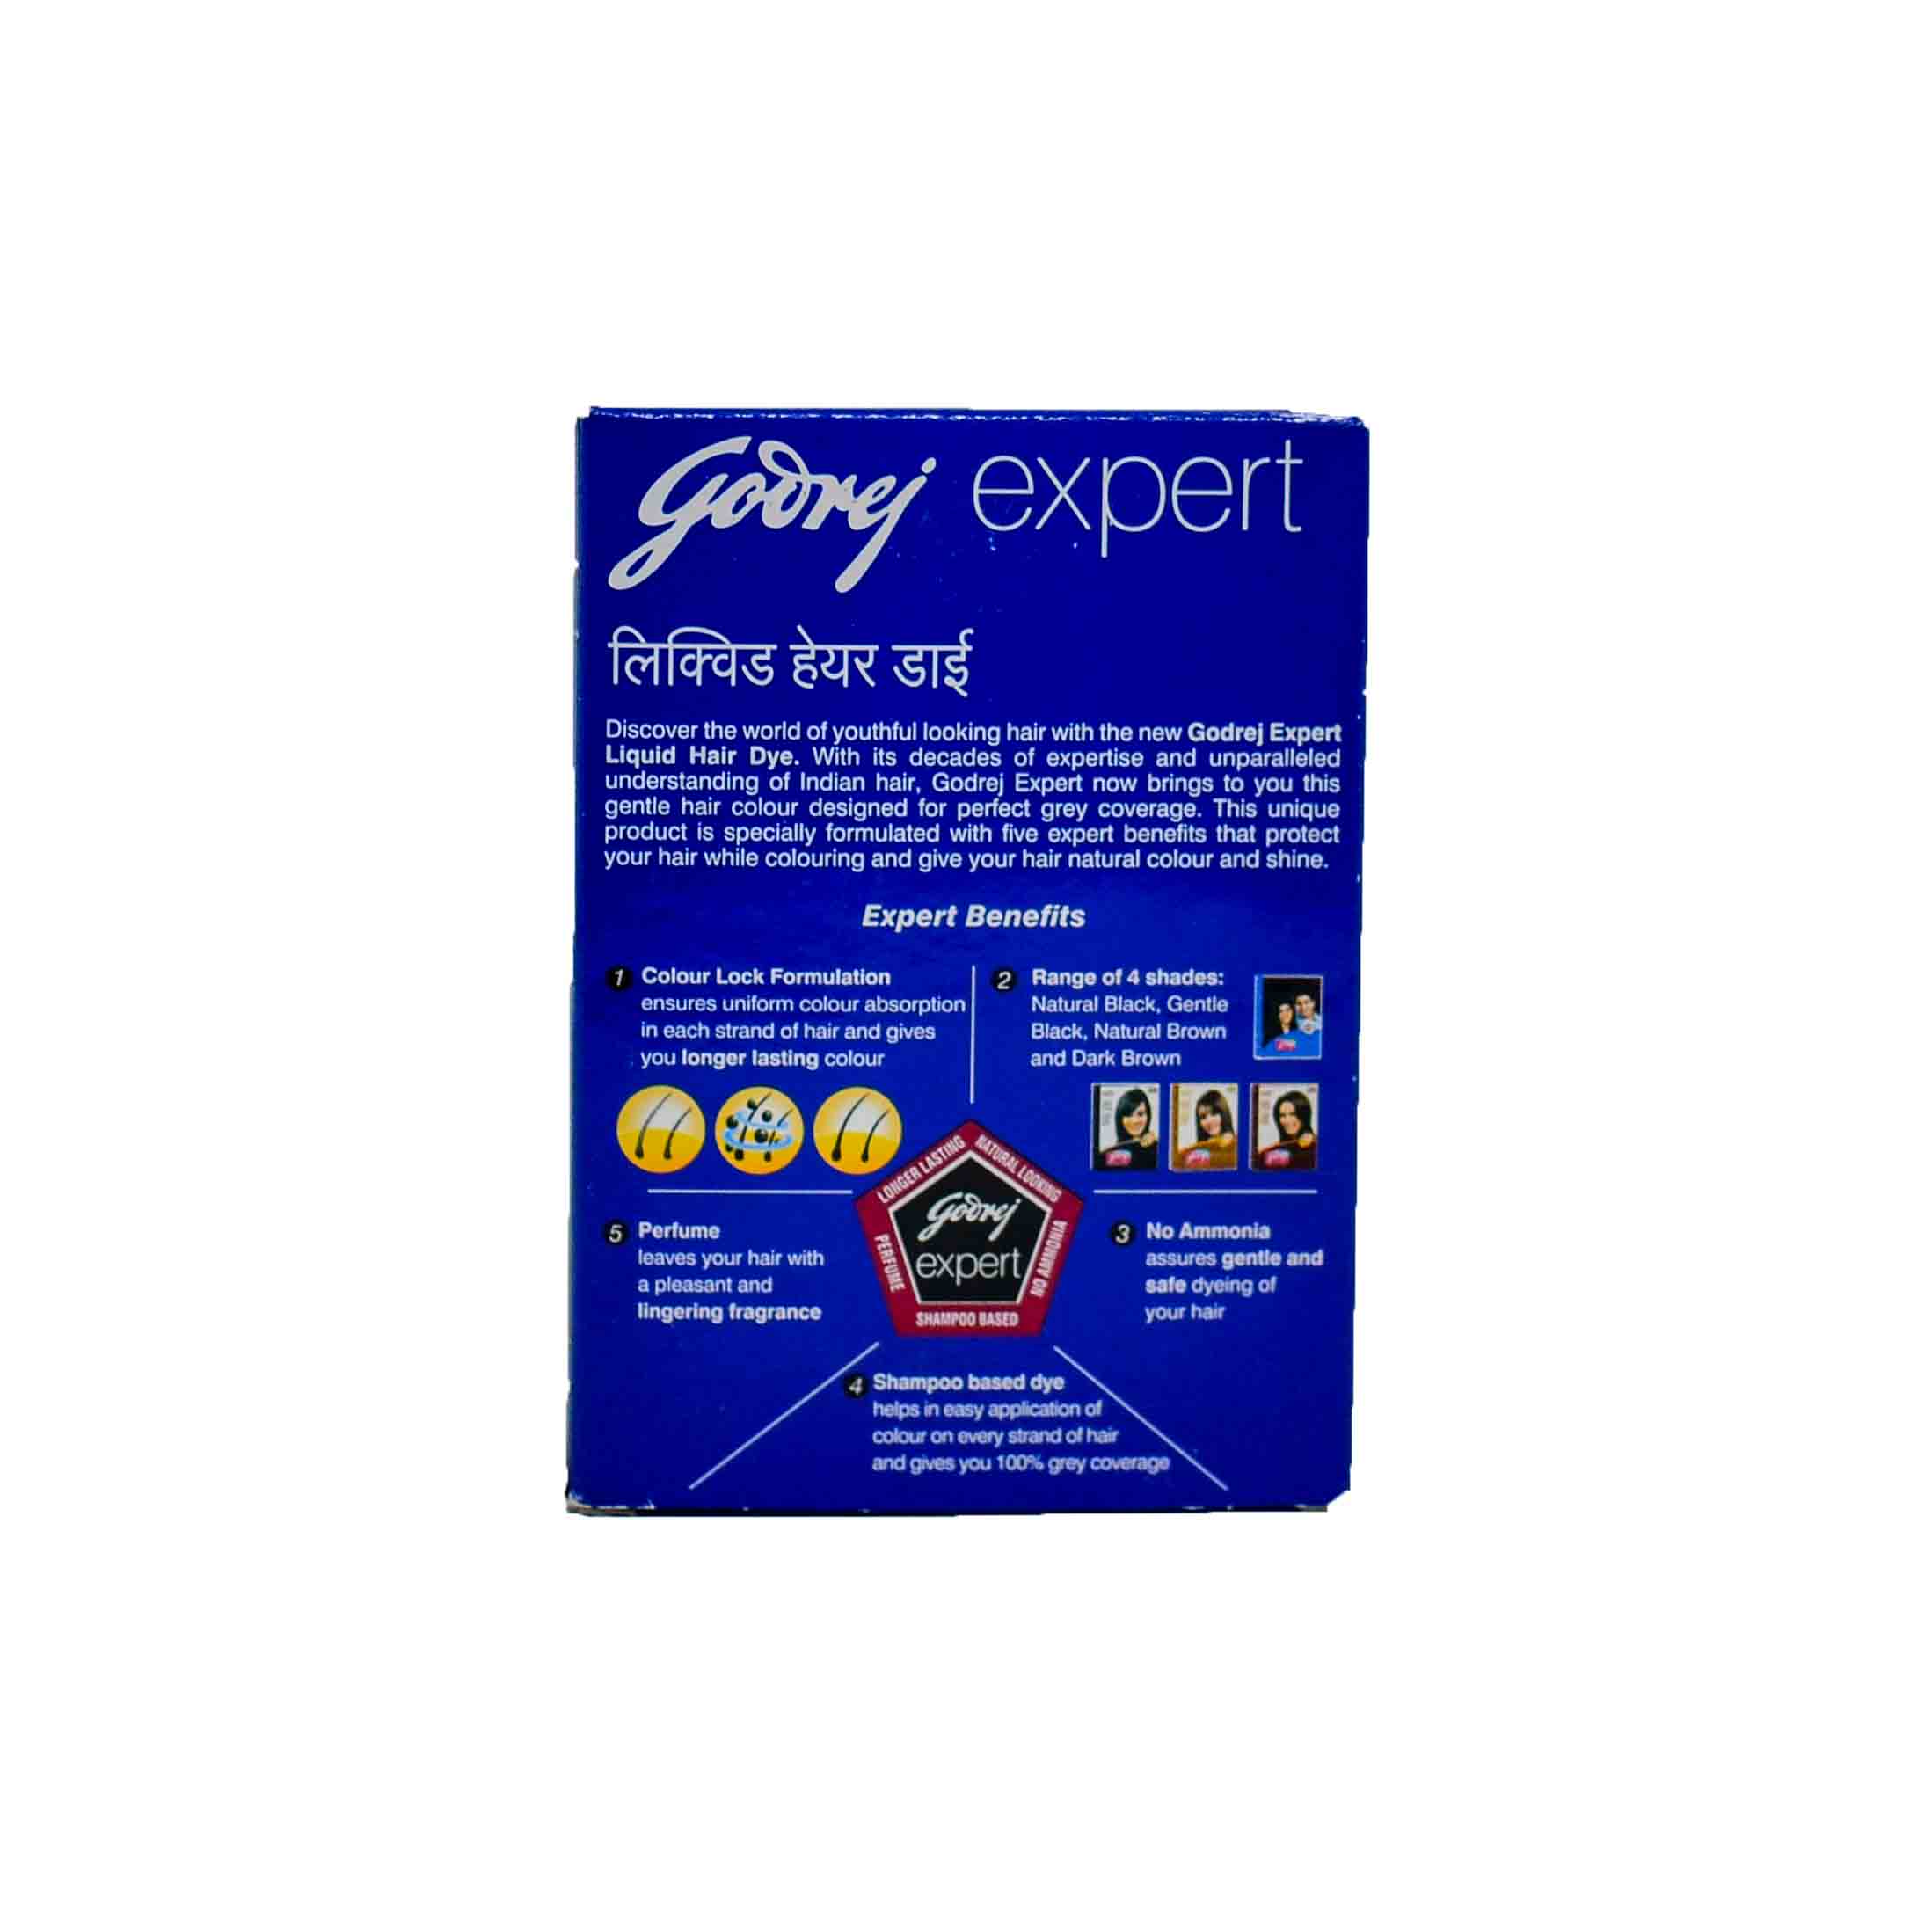 Godrej expert
लिक्विड हेयर डाई
Discover the world of youthful looking hair with the new Godrej Expert
Liquid Hair Dye. With its decades of expertise and unparalleled
understanding of Indian hair, Godrej Expert now brings to you this
gentle hair colour designed for perfect grey coverage. This unique
product is specially formulated with five expert benefits that protect
your hair while colouring and give your hair natural colour and shine.
Expert Benefits
1 Colour Lock Formulation
ensures uniform colour absorption
in each strand of hair and gives
you longer lasting colour
2 Range of 4 shades:
Natural Black, Gentle
Black, Natural Brown
and Dark Brown
LONGER LASTING
NATURAL LOOKING
NO AMMONIA
SHAMPOO BASED
PERFUME
Godrej
expert
3 No Ammonia
assures gentle and
safe dyeing of
your hair
4 Shampoo based dye
helps in easy application of
colour on every strand of hair
and gives you 100% grey coverage
5 Perfume
leaves your hair with
a pleasant and
lingering fragrance